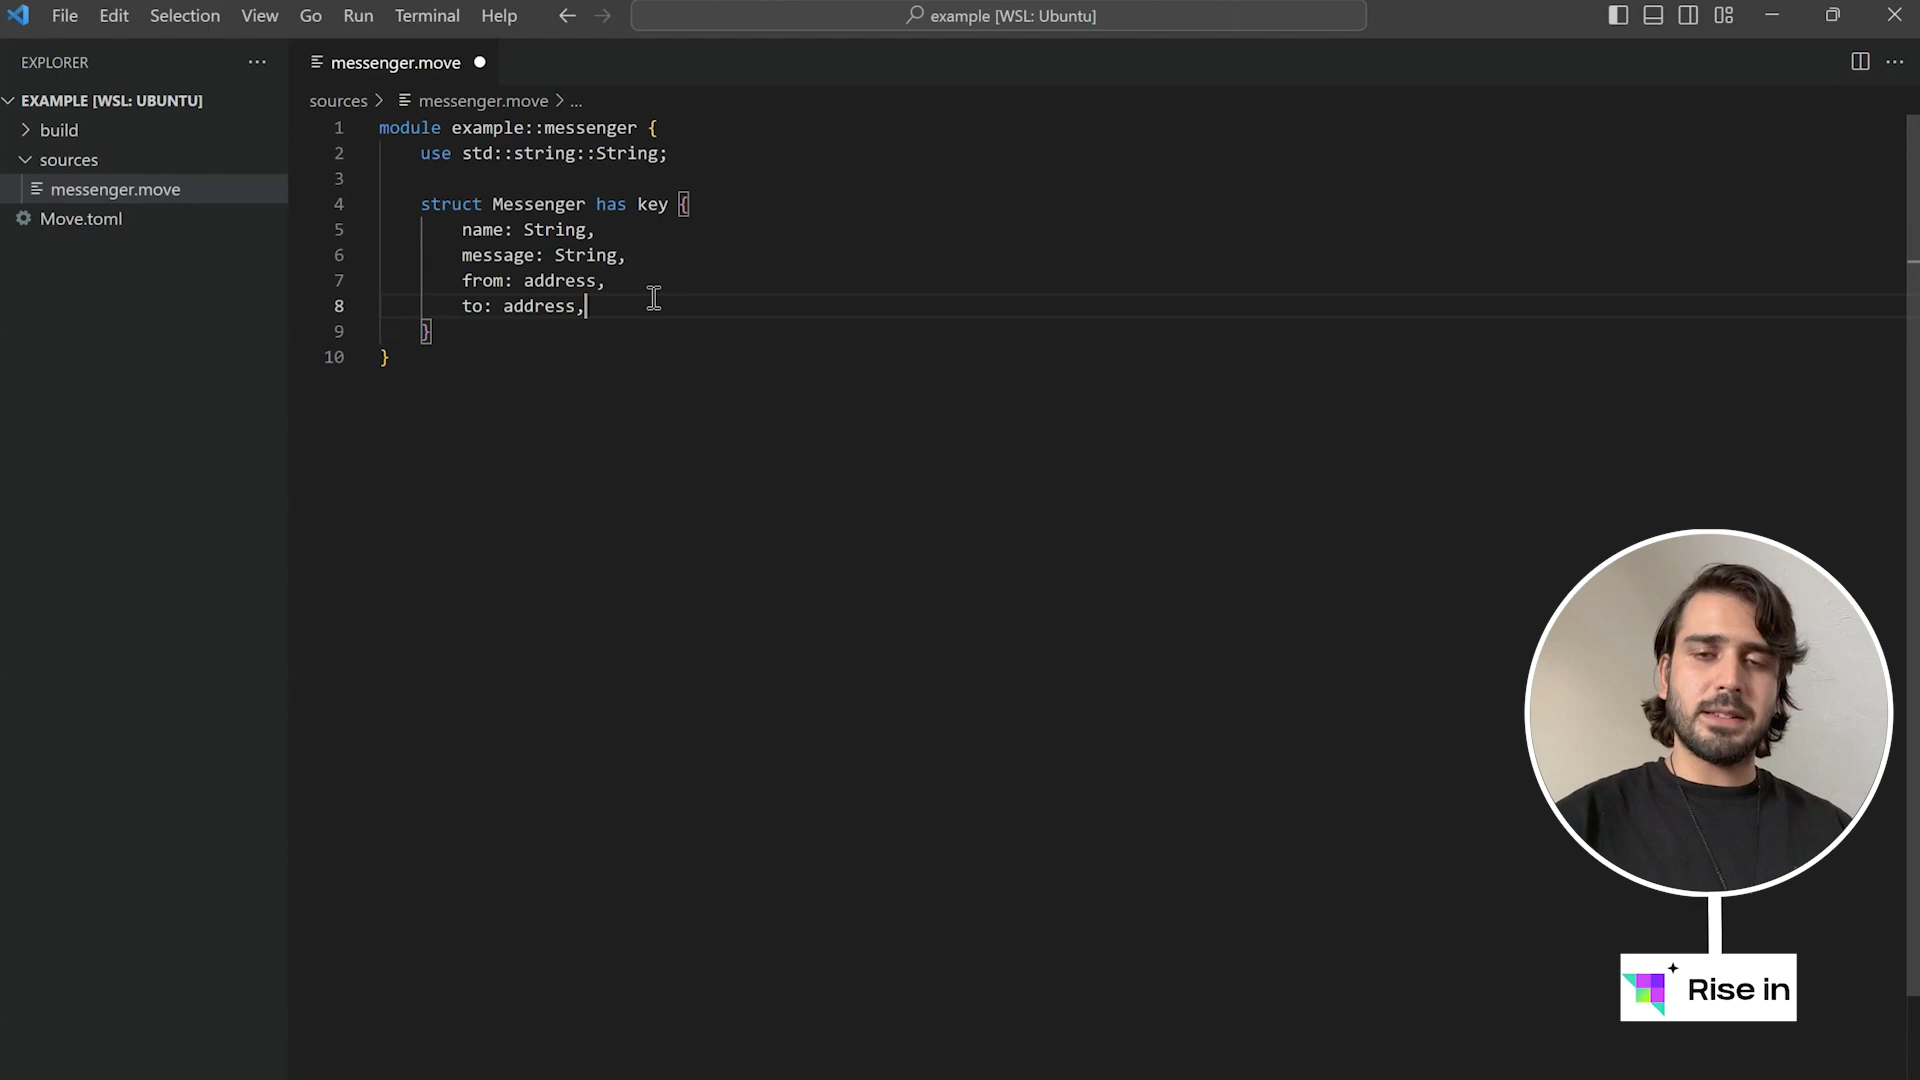 File Edit Selection View Go Run Terminal Help example [WSL: Ubuntu]
EXPLORER
EXAMPLE [WSL: UBUNTU]
build
sources
messenger.move
Move.toml
messenger.move
sources > messenger.move > ...
1 module example::messenger {
2 use std::string::String;
3
4 struct Messenger has key {
5 name: String,
6 message: String,
7 from: address,
8 to: address,
9 }
10 }
Rise in